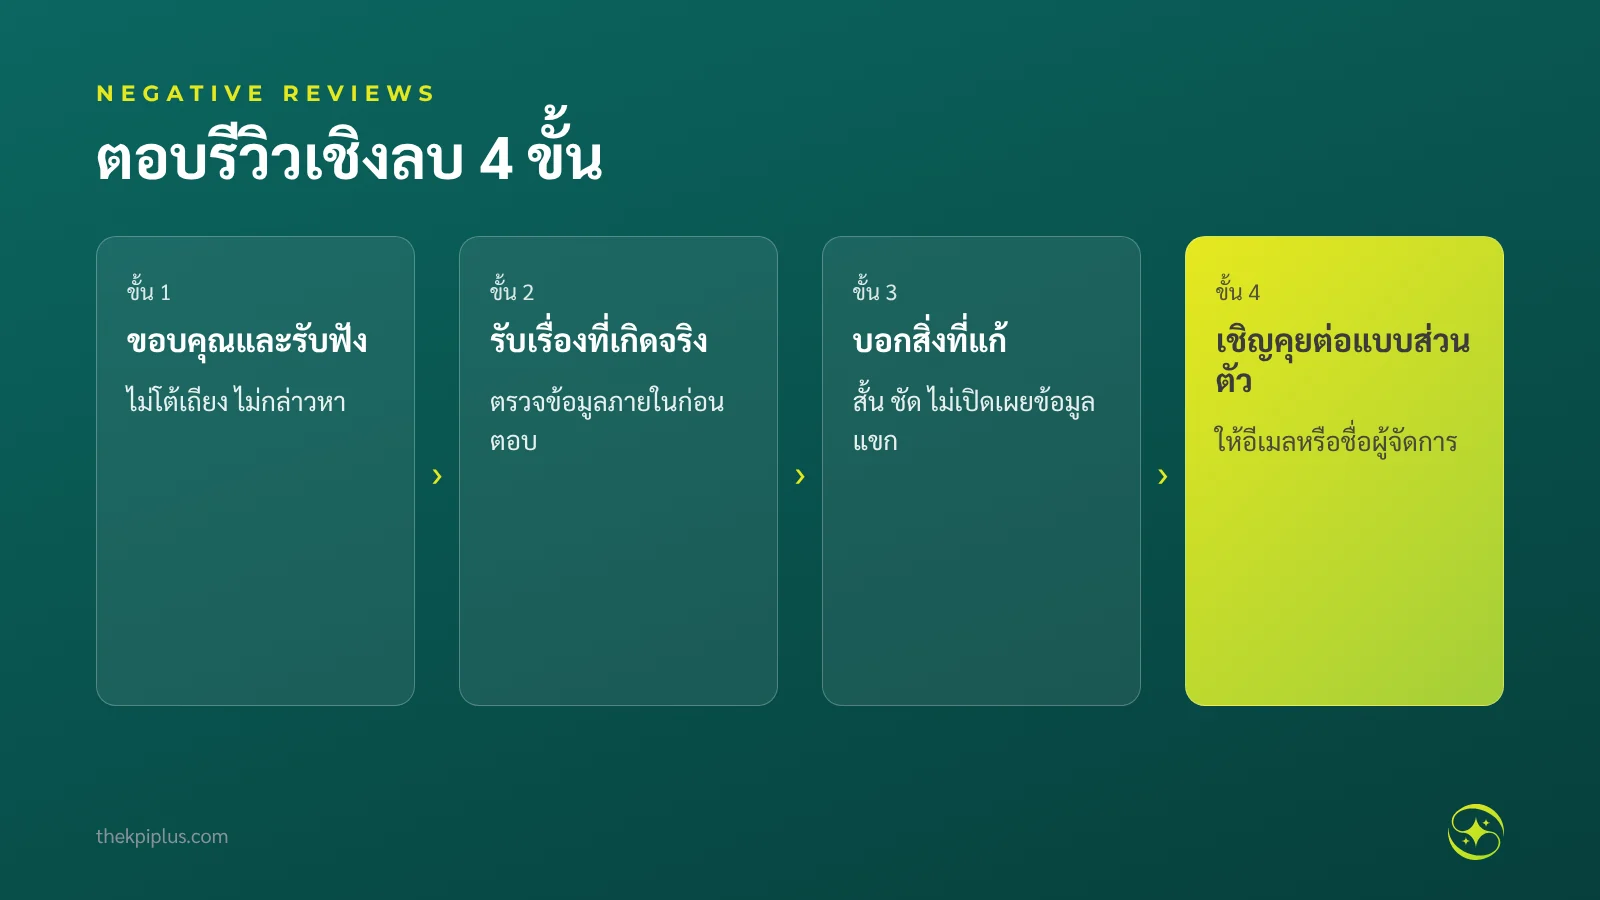 NEGATIVE REVIEWS
ตอบรีวิวเชิงลบ 4 ขั้น
ขั้น 1
ขอบคุณและรับฟัง
ไม่โต้เถียง ไม่กล่าวหา
›
ขั้น 2
รับเรื่องที่เกิดจริง
ตรวจข้อมูลภายในก่อน
ตอบ
›
ขั้น 3
บอกสิ่งที่แก้
สั้น ชัด ไม่เปิดเผยข้อมูล
แขก
›
ขั้น 4
เชิญคุยต่อแบบส่วน
ตัว
ให้อีเมลหรือชื่อผู้จัดการ
thekpiplus.com